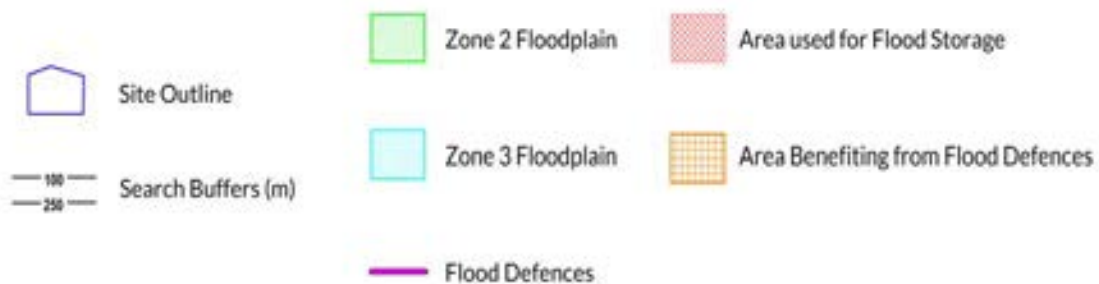 Site Outline
100
250
Search Buffers (m)
Zone 2 Floodplain
Zone 3 Floodplain
Flood Defences
Area used for Flood Storage
Area Benefiting from Flood Defences